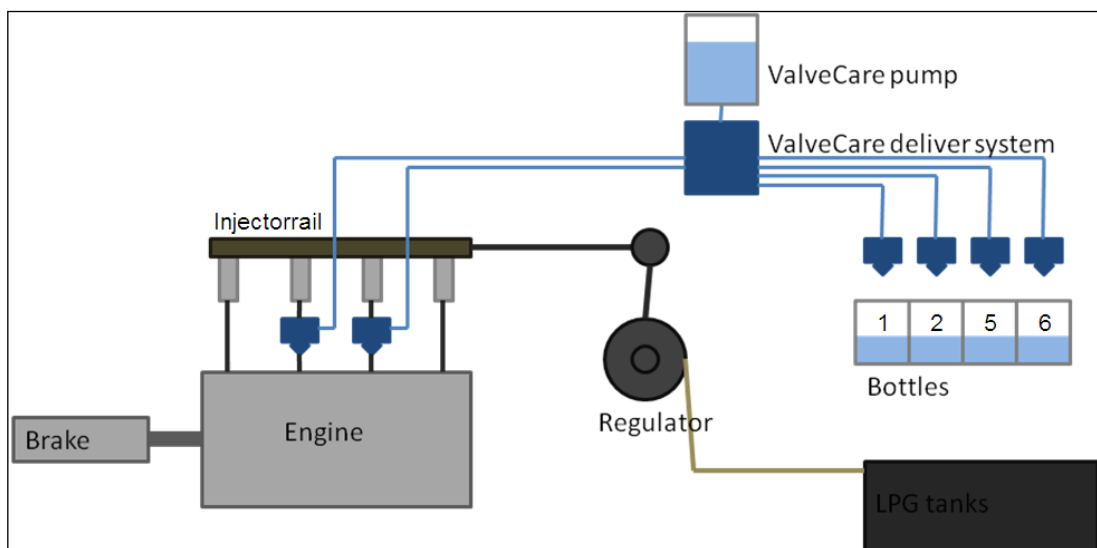 ValveCare pump
ValveCare deliver system
Injectorrail
1 2 5 6
Bottles
Regulator
Engine
Brake
LPG tanks